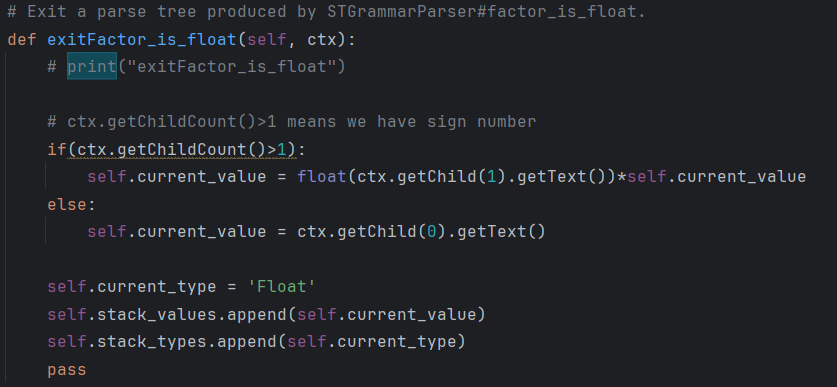 # Exit a parse tree produced by STGrammarParser#factor_is_float.
def exitFactor_is_float(self, ctx):
    # print("exitFactor_is_float")

    # ctx.getChildCount()>1 means we have sign number
    if(ctx.getChildCount()>1):
        self.current_value = float(ctx.getChild(1).getText())*self.current_value
    else:
        self.current_value = ctx.getChild(0).getText()

    self.current_type = 'Float'
    self.stack_values.append(self.current_value)
    self.stack_types.append(self.current_type)
    pass